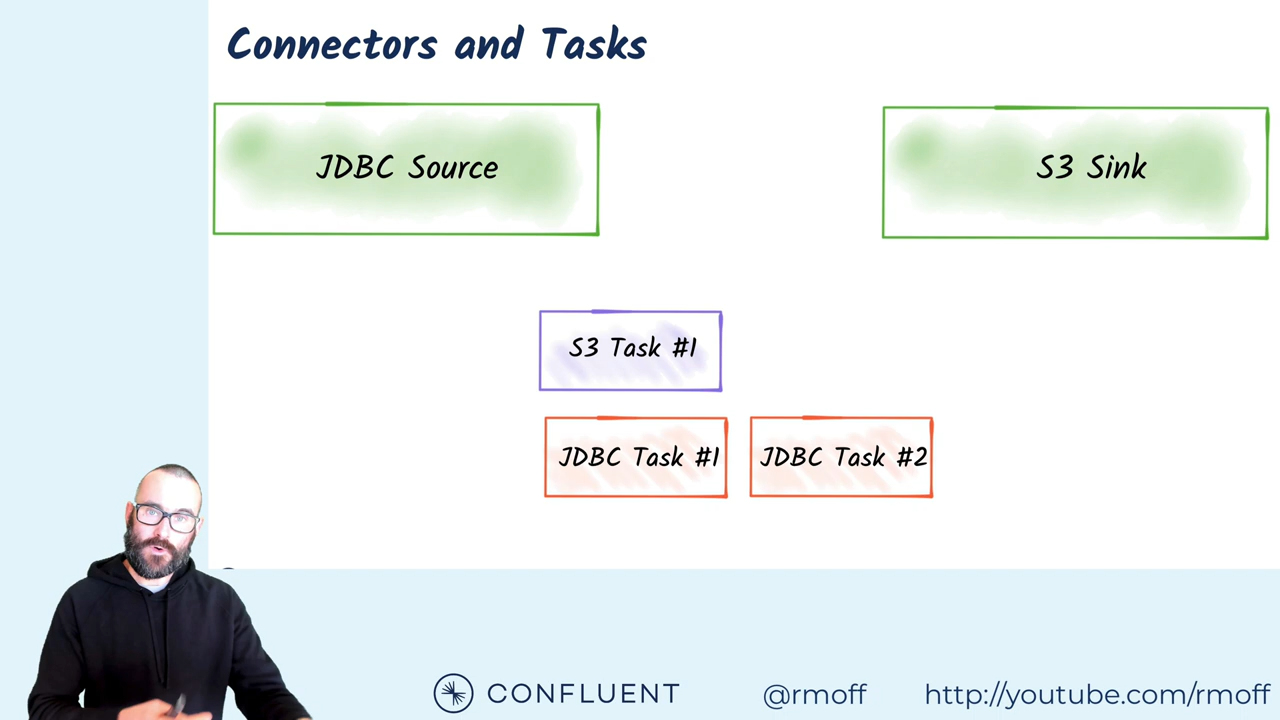 Connectors and Tasks
JDBC Source
S3 Sink
S3 Task #1
JDBC Task #1
JDBC Task #2
CONFLUENT
@rmoff
http://youtube.com/rmoff